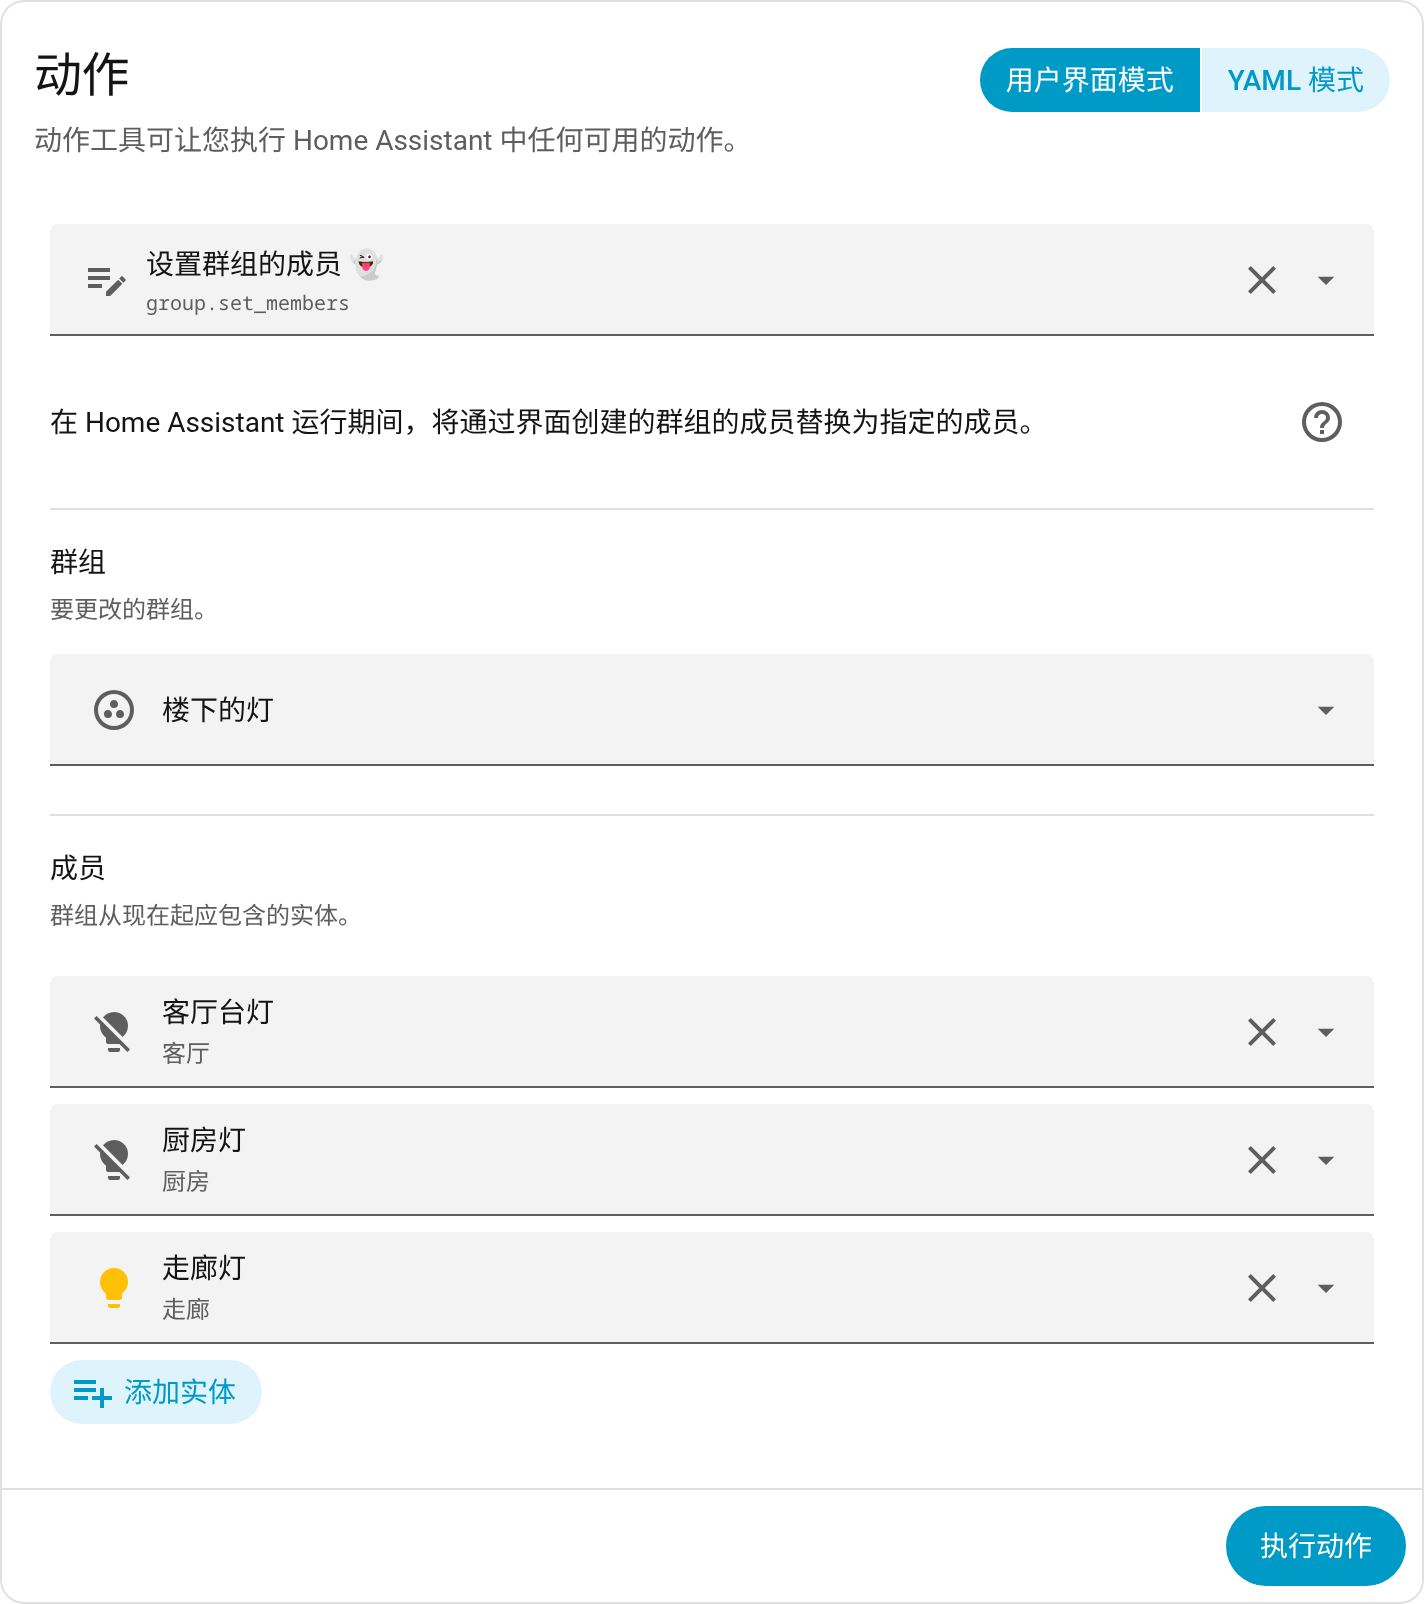 动作
用户界面模式
YAML 模式
动作工具可让您执行 Home Assistant 中任何可用的动作。
设置群组的成员 👻
group.set_members
在 Home Assistant 运行期间，将通过界面创建的群组的成员替换为指定的成员。
群组
要更改的群组。
楼下的灯
成员
群组从现在起应包含的实体。
客厅台灯
客厅
厨房灯
厨房
走廊灯
走廊
添加实体
执行动作